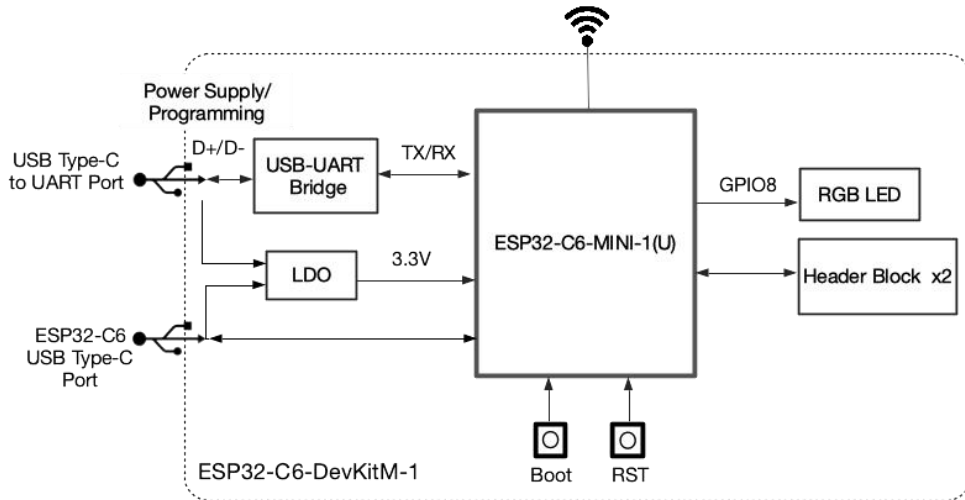 Power Supply/
Programming
USB Type-C
to UART Port
D+/D-
USB-UART
Bridge
TX/RX
ESP32-C6-MINI-1(U)
GPIO8
RGB LED
LDO
3.3V
Header Block x2
ESP32-C6
USB Type-C
Port
Boot
RST
ESP32-C6-DevKitM-1